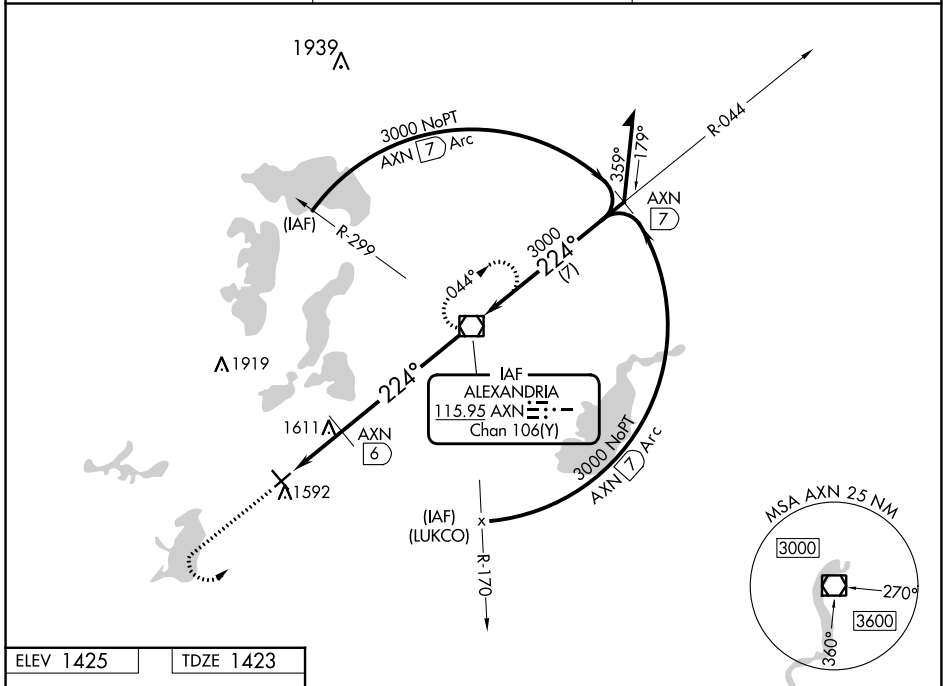 1939
3000 NoPT
AXN 7 Arc
R-044
359°
179°
AXN
7
(IAF)
R-299
3000
224°
(7)
044°
1919
224°
IAF
ALEXANDRIA
115.95 AXN
Chan 106(Y)
1611
AXN
6
1592
3000 NoPT
AXN 7 Arc
(IAF)
(LUKCO)
R-170
MSA AXN 25 NM
3000
270°
3600
360°
ELEV 1425
TDZE 1423